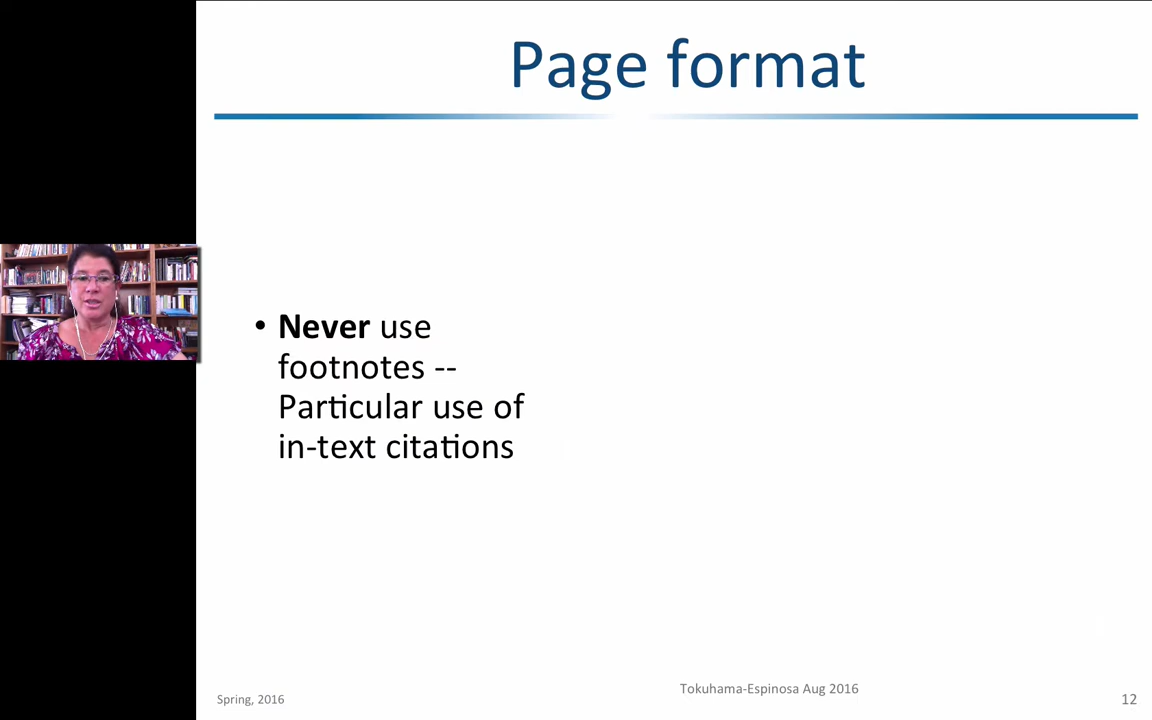 Page format
• Never use
footnotes --
Particular use of
in-text citations
Spring, 2016
Tokuhama-Espinosa Aug 2016
12